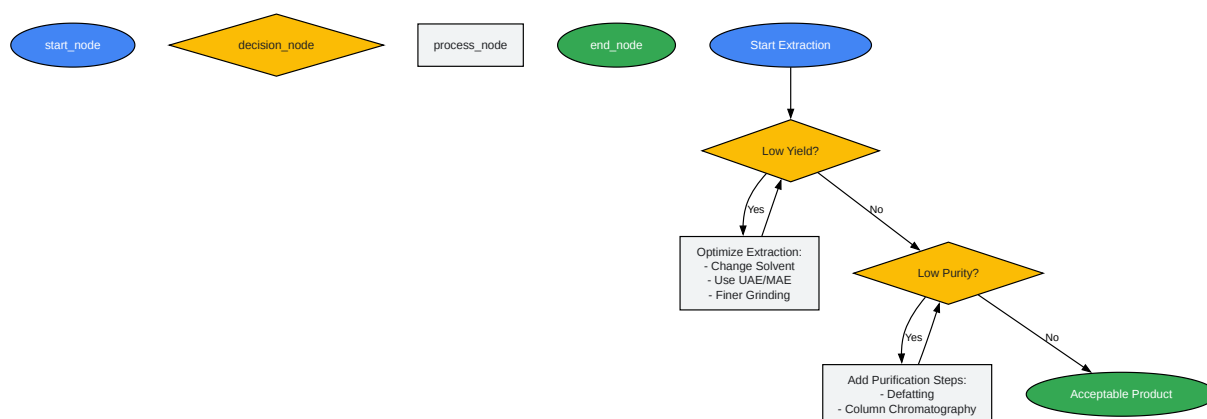 start_node
decision_node
process_node
end_node
Start Extraction
Low Yield?
Yes
No
Optimize Extraction:
- Change Solvent
- Use UAE/MAE
- Finer Grinding
Low Purity?
Yes
No
Add Purification Steps:
- Defatting
- Column Chromatography
Acceptable Product